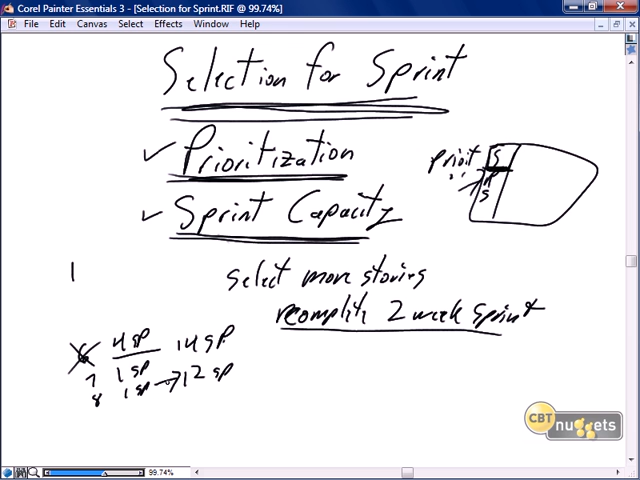 Corel Painter Essentials 3 - [Selection for Sprint.RIF @ 99.74%]
File Edit Canvas Select Effects Window Help
Selection for Sprint
✓ Prioritization
✓ Sprint Capacity
Priorit
S
P
S
select more stories
2 week sprint
6 4 SP 14 SP
7 1 SP
8 1 SP → 12 SP
CBT nuggets
99.74%